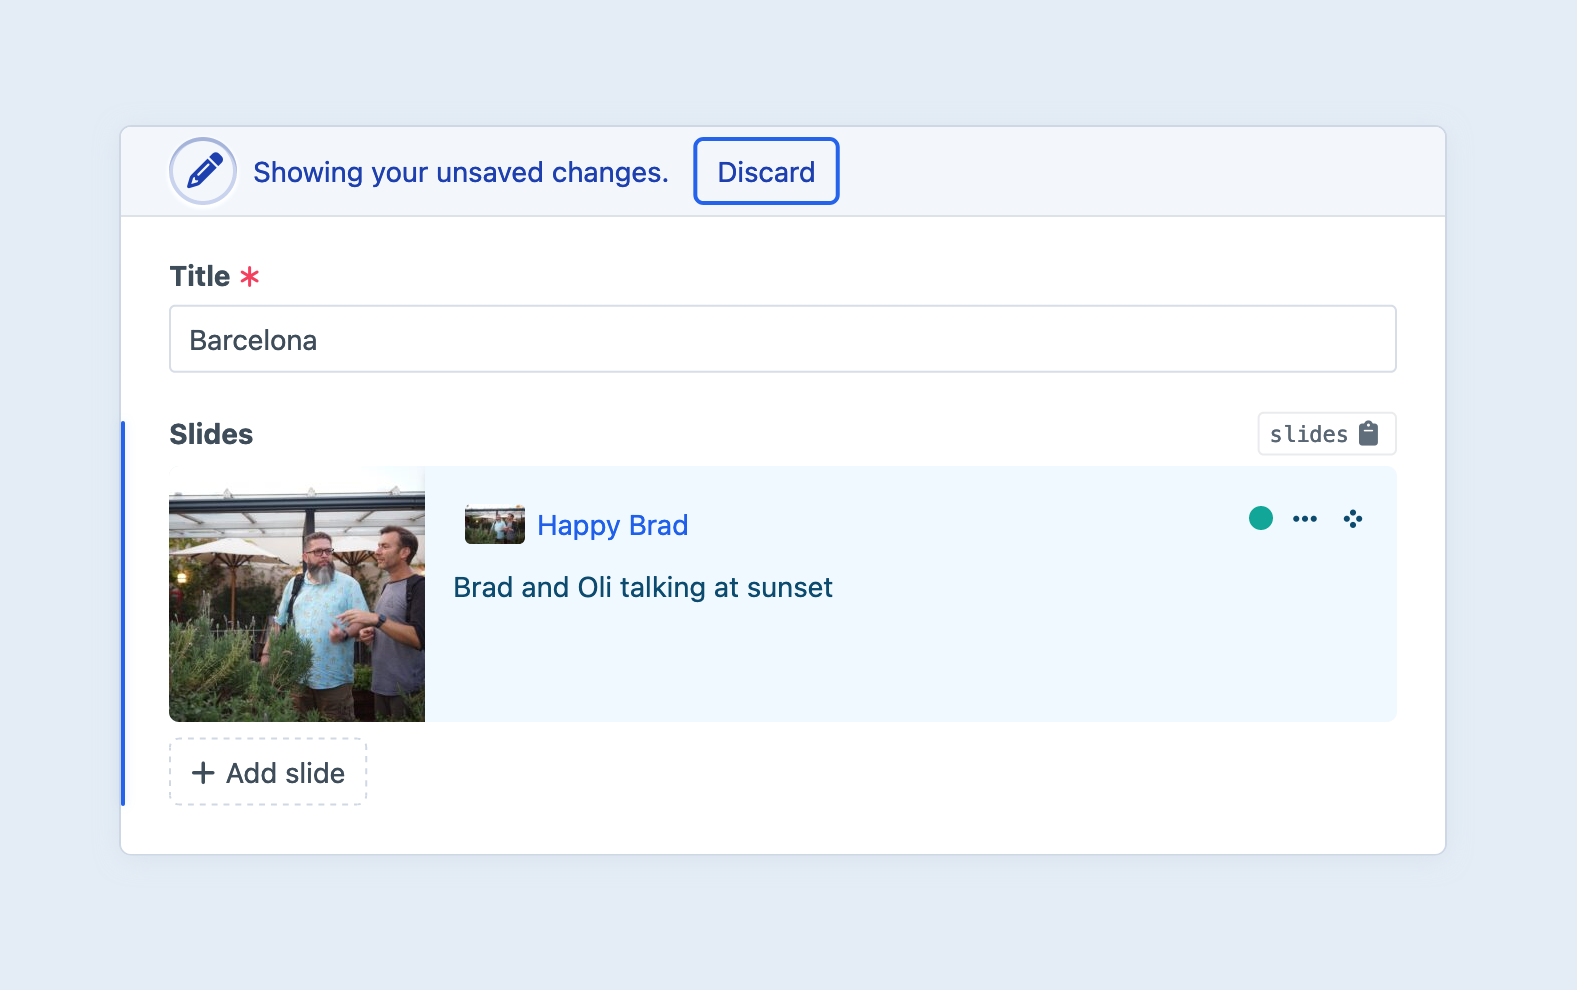 Showing your unsaved changes. Discard
Title *
Barcelona
Slides slides
Happy Brad
Brad and Oli talking at sunset
+ Add slide